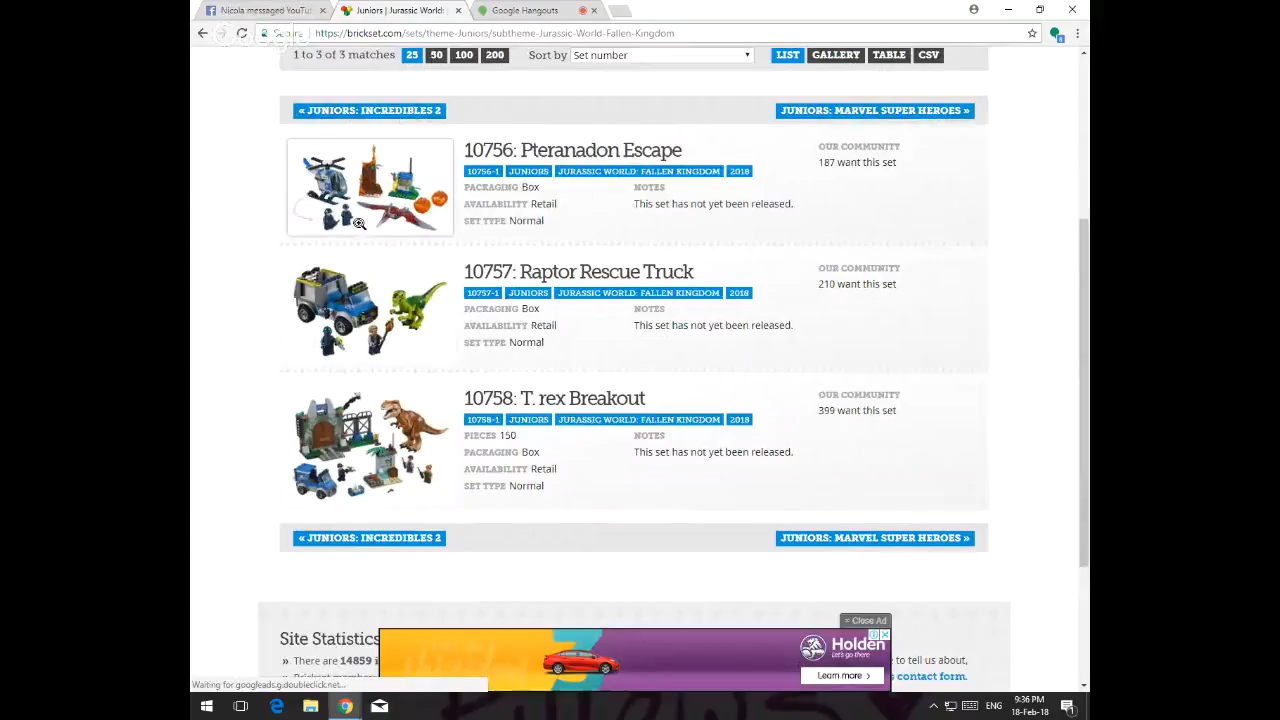 Nicola messaged YouTu
Juniors | Jurassic World:
Google Hangouts
Secure https://brickset.com/sets/theme-Juniors/subtheme-Jurassic-World-Fallen-Kingdom
1 to 3 of 3 matches 25 50 100 200 Sort by Set number LIST GALLERY TABLE CSV
« JUNIORS: INCREDIBLES 2 JUNIORS: MARVEL SUPER HEROES »
10756: Pteranadon Escape
10756-1 JUNIORS JURASSIC WORLD: FALLEN KINGDOM 2018
PACKAGING Box
AVAILABILITY Retail
SET TYPE Normal
NOTES
This set has not yet been released.
OUR COMMUNITY
187 want this set
10757: Raptor Rescue Truck
10757-1 JUNIORS JURASSIC WORLD: FALLEN KINGDOM 2018
PACKAGING Box
AVAILABILITY Retail
SET TYPE Normal
NOTES
This set has not yet been released.
OUR COMMUNITY
210 want this set
10758: T. rex Breakout
10758-1 JUNIORS JURASSIC WORLD: FALLEN KINGDOM 2018
PIECES 150
PACKAGING Box
AVAILABILITY Retail
SET TYPE Normal
NOTES
This set has not yet been released.
OUR COMMUNITY
399 want this set
« JUNIORS: INCREDIBLES 2 JUNIORS: MARVEL SUPER HEROES »
Site Statistics
» There are 14859
× Close Ad
Holden
Let's go there
Learn more ›
e to tell us about,
contact form.
Waiting for googleads.g.doubleclick.net...
ENG
9:36 PM
18-Feb-18